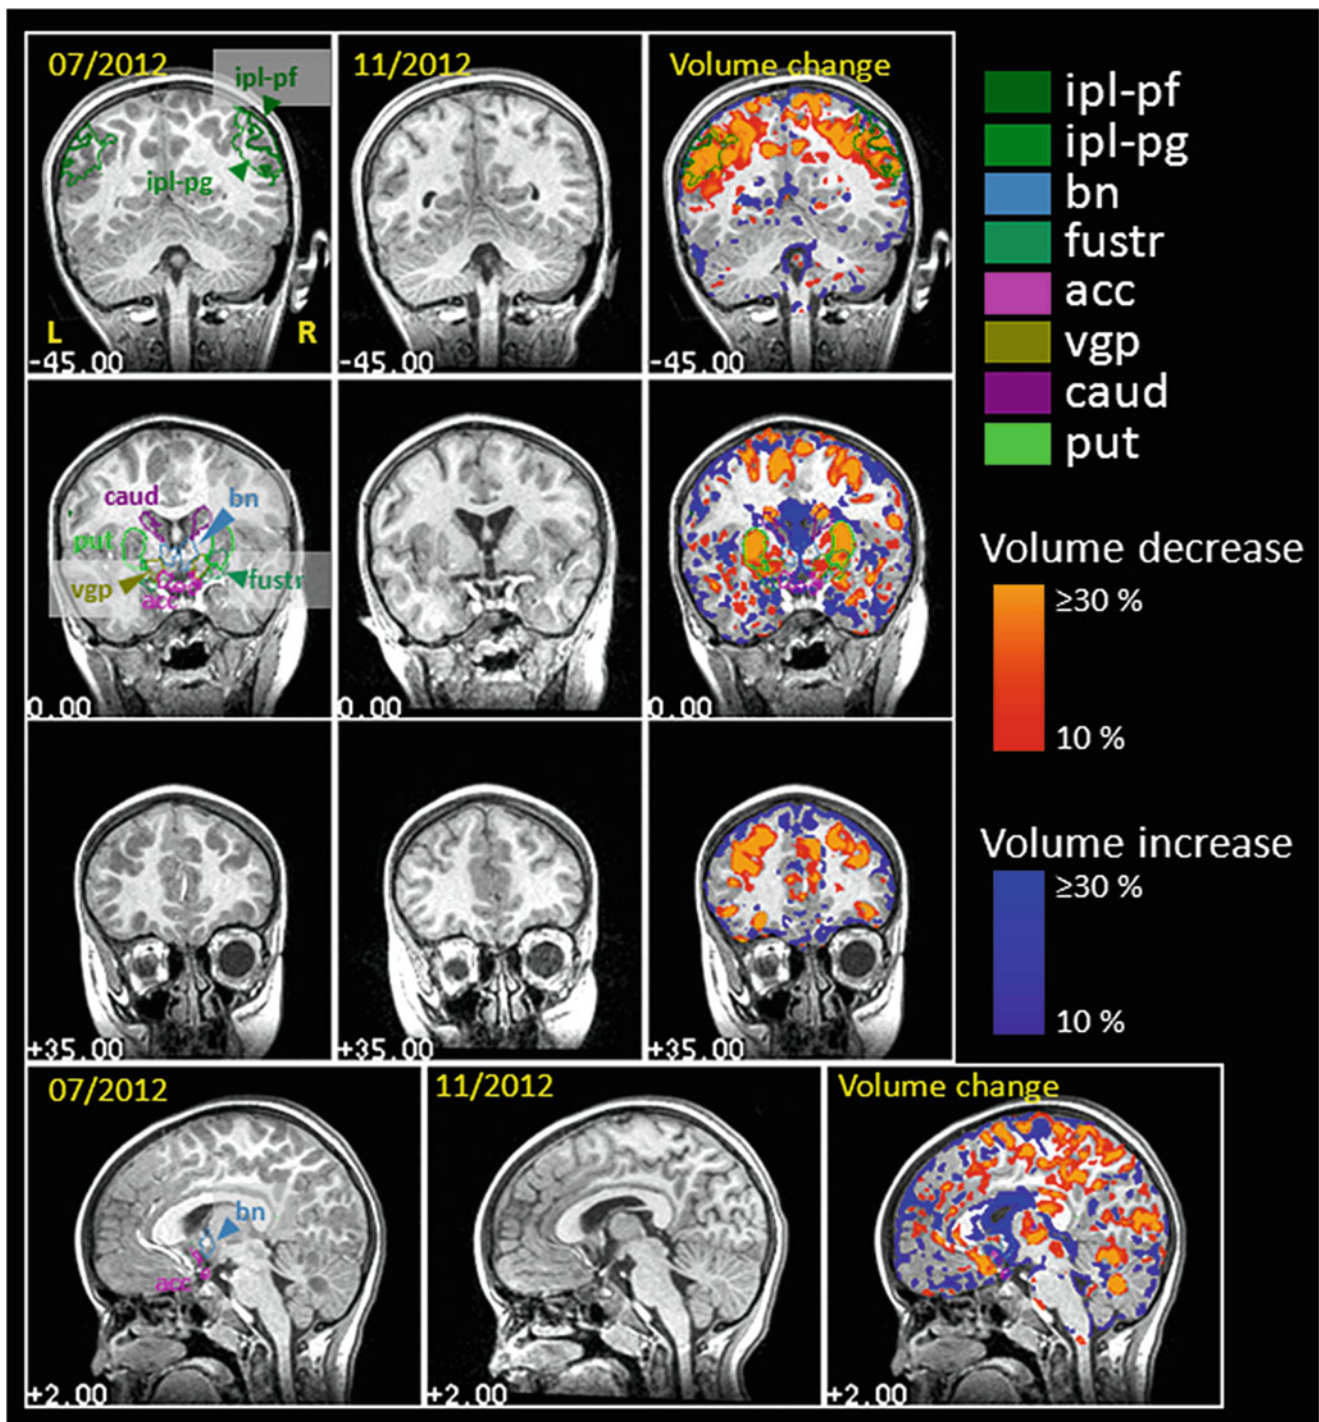 07/2012
11/2012
Volume change
ipl-pf
ipl-pg
L
R
-45.00
ipl-pf
ipl-pg
bn
fustr
acc
vgp
caud
put
caud
bn
put
vgp
acc
fustr
0.00
0.00
0.00
Volume decrease
≥30 %
10 %
Volume increase
≥30 %
10 %
+35.00
+35.00
+35.00
07/2012
11/2012
Volume change
bn
acc
+2.00
+2.00
+2.00
-45.00
-45.00